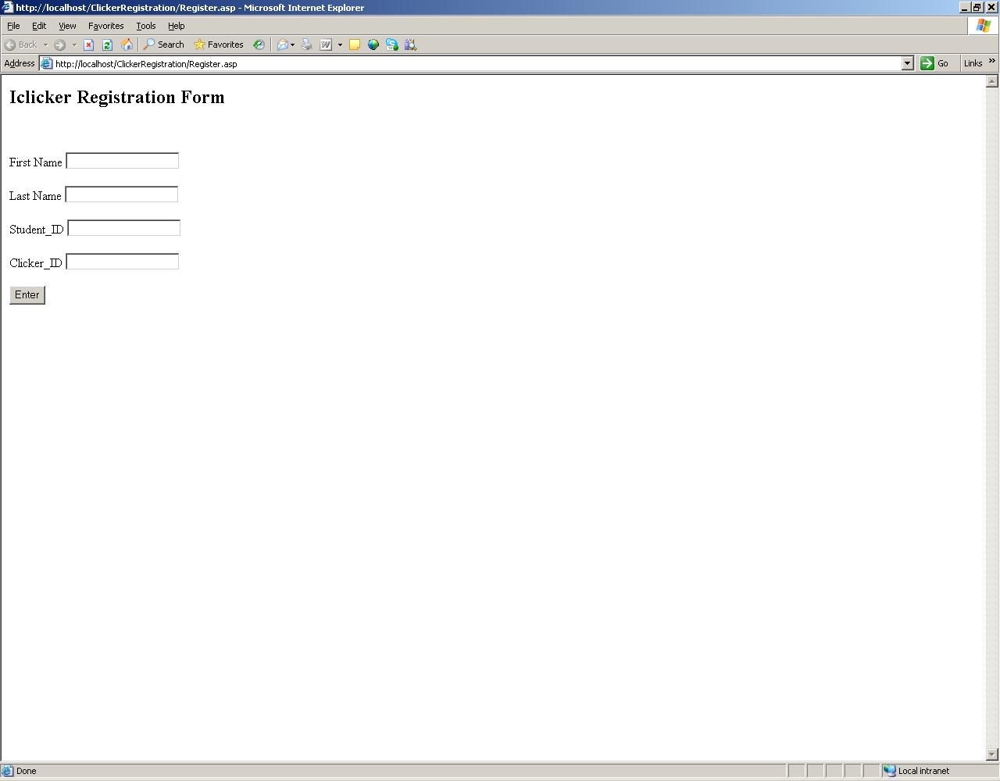 http://localhost/ClickerRegistration/Register.asp - Microsoft Internet Explorer
File Edit View Favorites Tools Help
Back Search Favorites
Address http://localhost/ClickerRegistration/Register.asp Go Links »
Iclicker Registration Form
First Name
Last Name
Student_ID
Clicker_ID
Enter
Done Local intranet